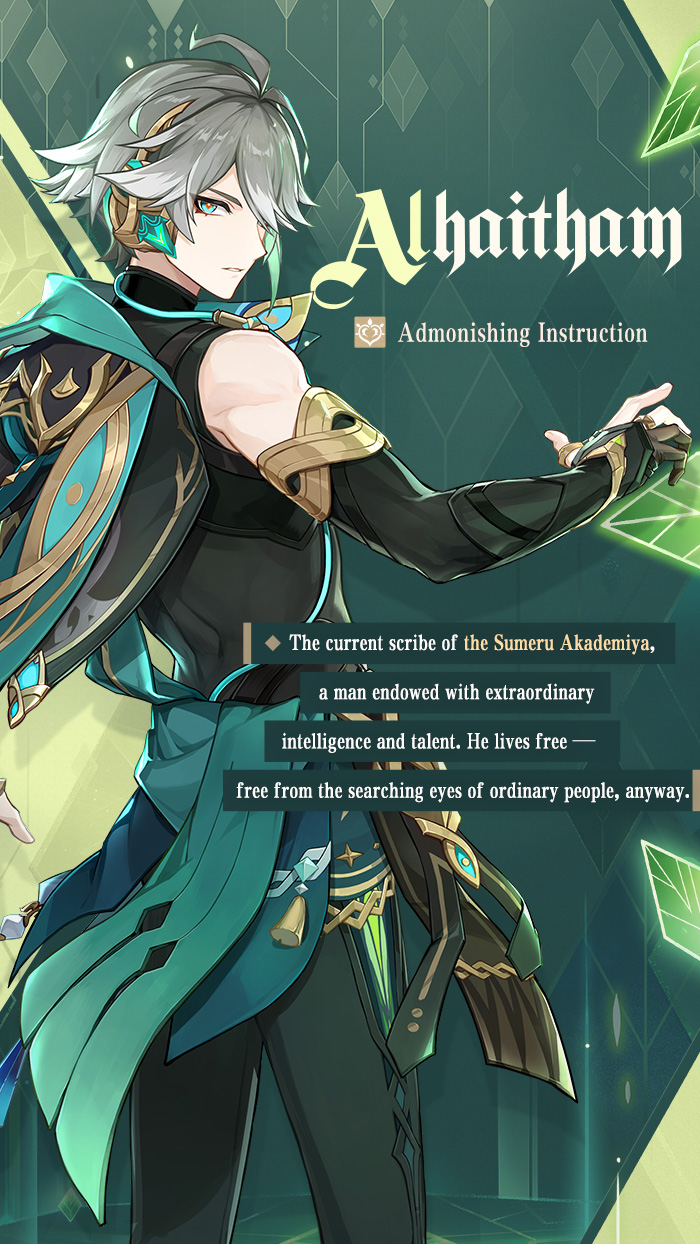 Alhaitham
Admonishing Instruction
The current scribe of the Sumeru Akademiya,
a man endowed with extraordinary
intelligence and talent. He lives free —
free from the searching eyes of ordinary people, anyway.